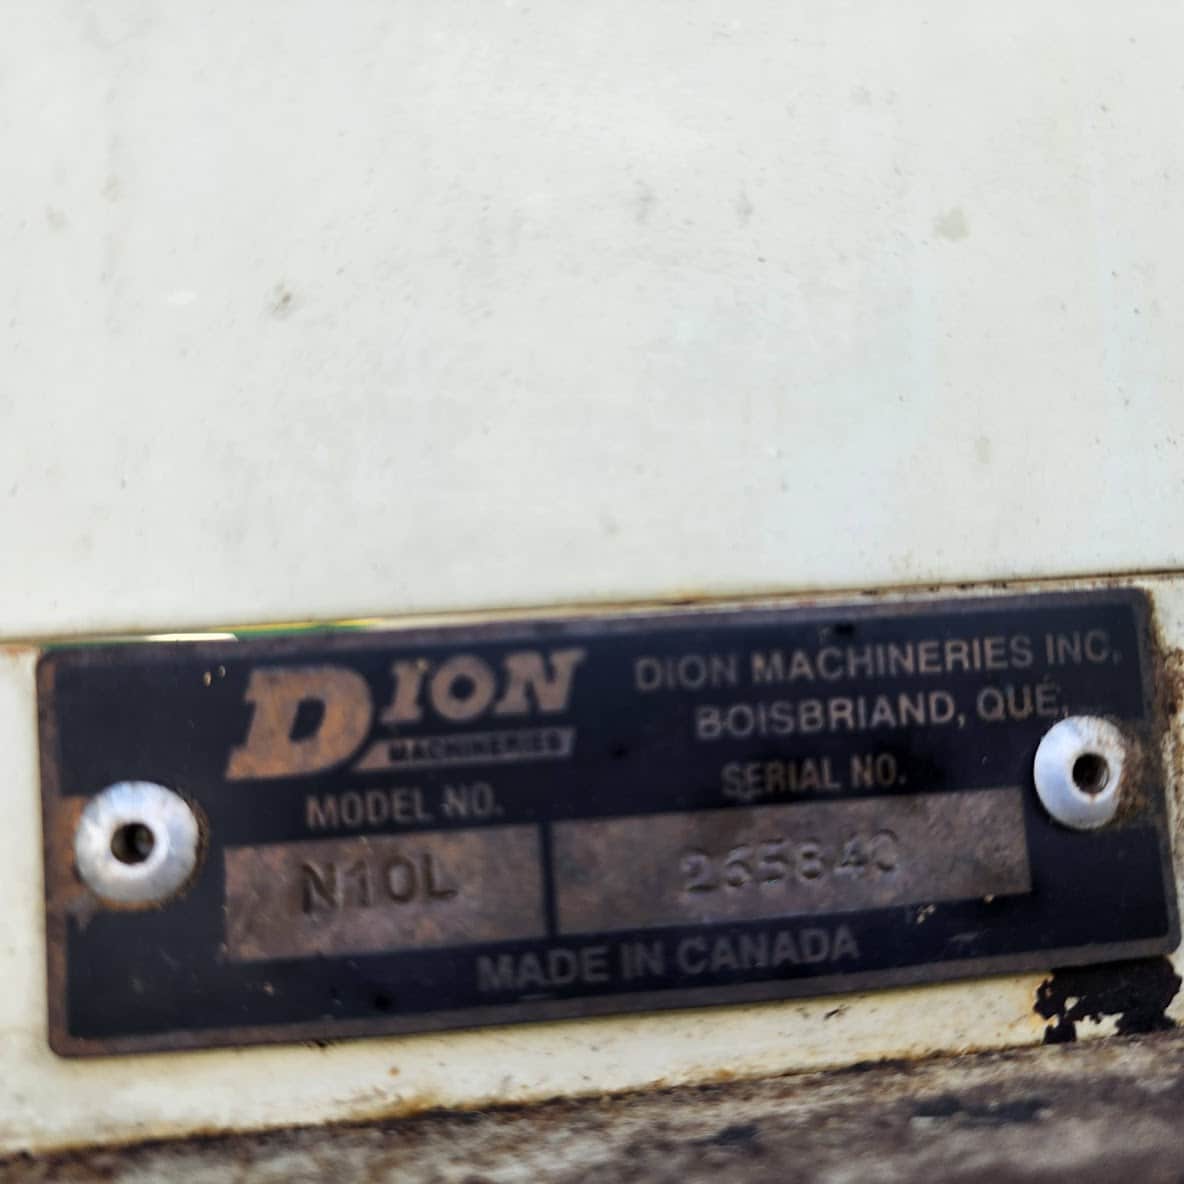 DION
MACHINERIES
DION MACHINERIES INC.
BOISBRIAND, QUÉ.
MODEL NO.
SERIAL NO.
N10L
MADE IN CANADA